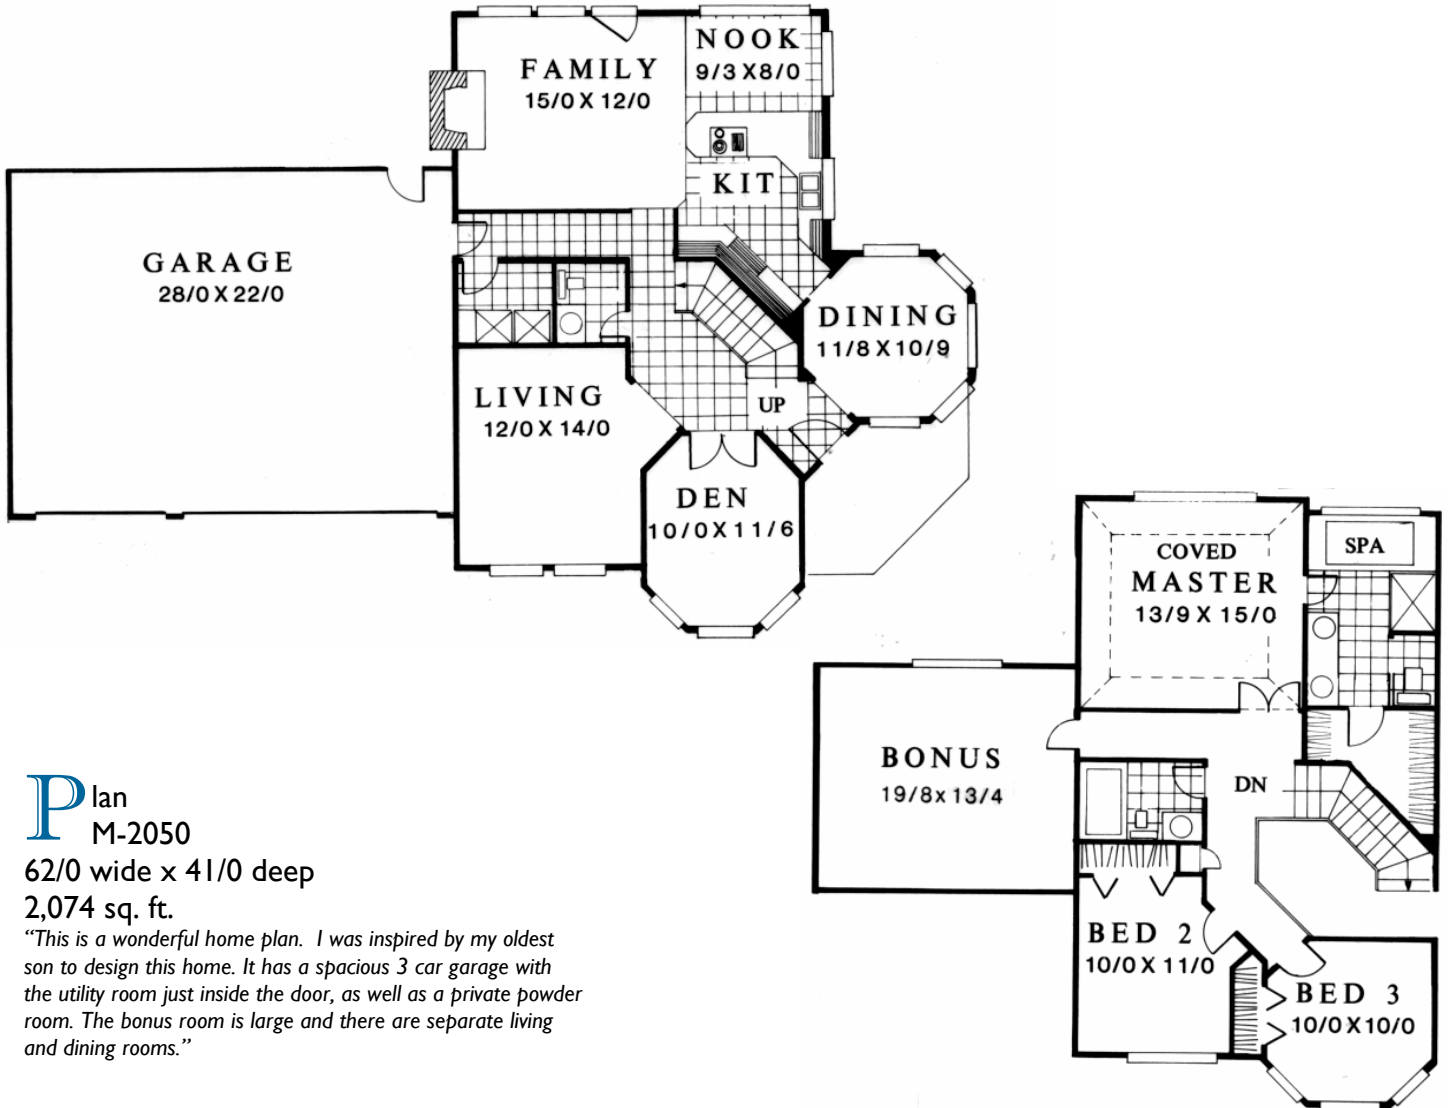 NOOK
9/3 X 8/0
FAMILY
15/0 X 12/0
KIT
GARAGE
28/0 X 22/0
DINING
11/8 X 10/9
LIVING
12/0 X 14/0
UP
DEN
10/0 X 11/6
COVED
MASTER
13/9 X 15/0
SPA
BONUS
19/8 x 13/4
DN
BED 2
10/0 X 11/0
BED 3
10/0 X 10/0
Plan
M-2050
62/0 wide x 41/0 deep
2,074 sq. ft.
“This is a wonderful home plan. I was inspired by my oldest
son to design this home. It has a spacious 3 car garage with
the utility room just inside the door, as well as a private powder
room. The bonus room is large and there are separate living
and dining rooms.”